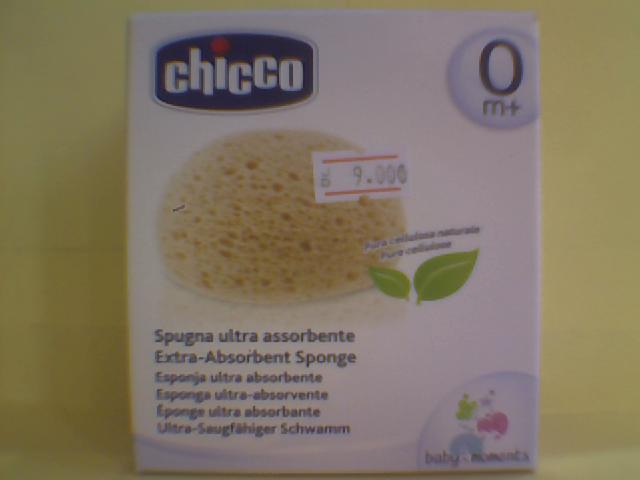 chicco
0
m+
9.000
Pura cellulosa naturale
Pure cellulose
Spugna ultra assorbente
Extra-Absorbent Sponge
Esponja ultra absorbente
Esponga ultra-absorvente
Éponge ultra absorbante
Ultra-Saugfähiger Schwamm
baby moments